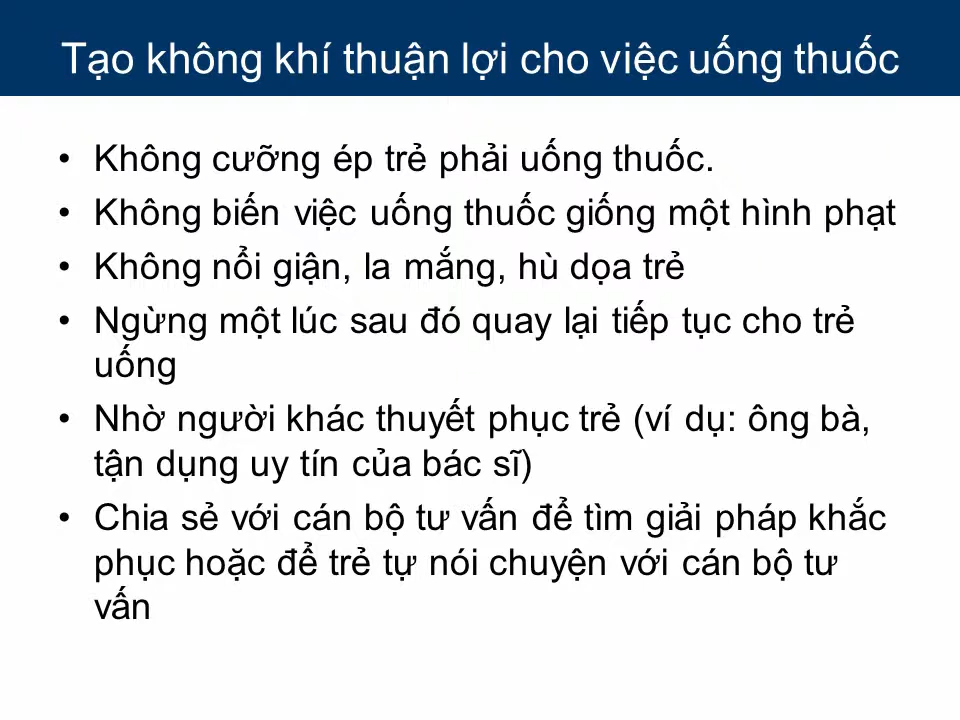 Tạo không khí thuận lợi cho việc uống thuốc
• Không cưỡng ép trẻ phải uống thuốc.
• Không biến việc uống thuốc giống một hình phạt
• Không nổi giận, la mắng, hù dọa trẻ
• Ngừng một lúc sau đó quay lại tiếp tục cho trẻ
uống
• Nhờ người khác thuyết phục trẻ (ví dụ: ông bà,
tận dụng uy tín của bác sĩ)
• Chia sẻ với cán bộ tư vấn để tìm giải pháp khắc
phục hoặc để trẻ tự nói chuyện với cán bộ tư
vấn